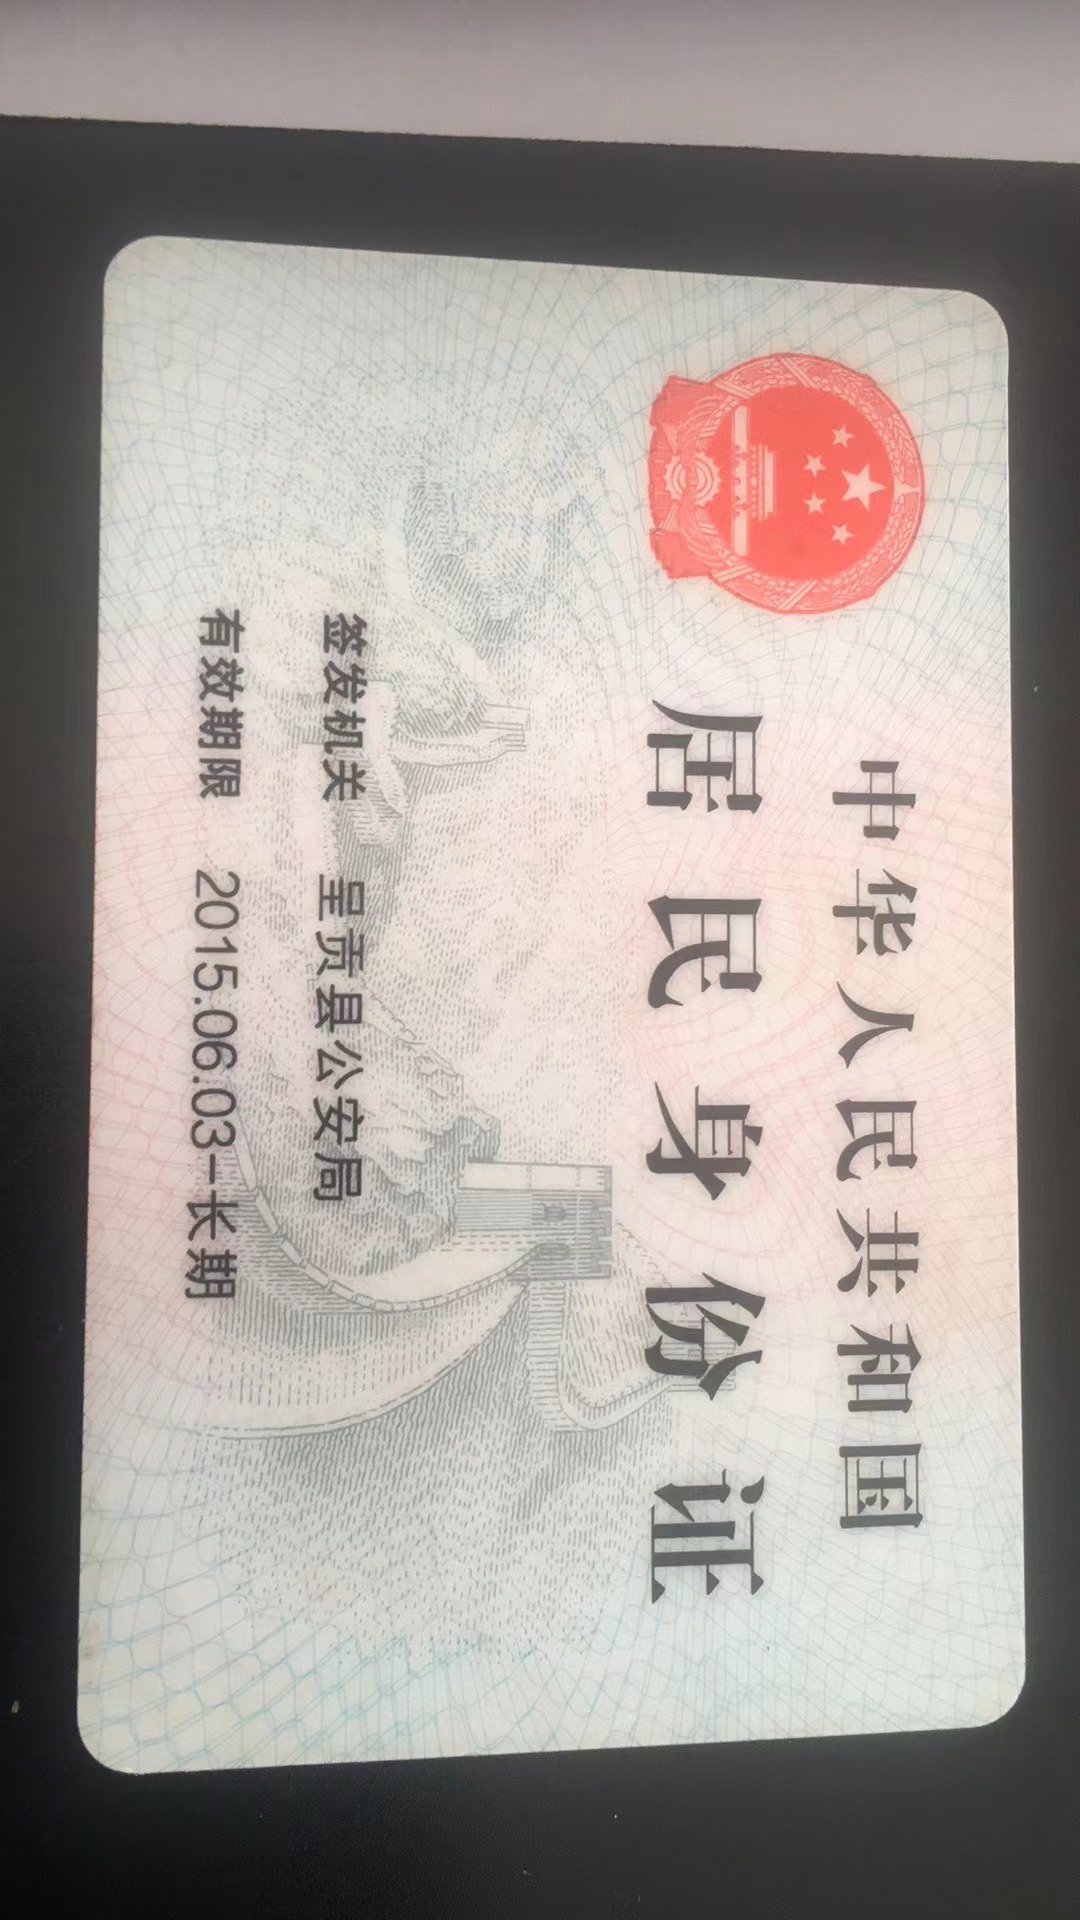 中华人民共和国
居民身份证
签发机关 呈贡县公安局
有效期限 2015.06.03-长期